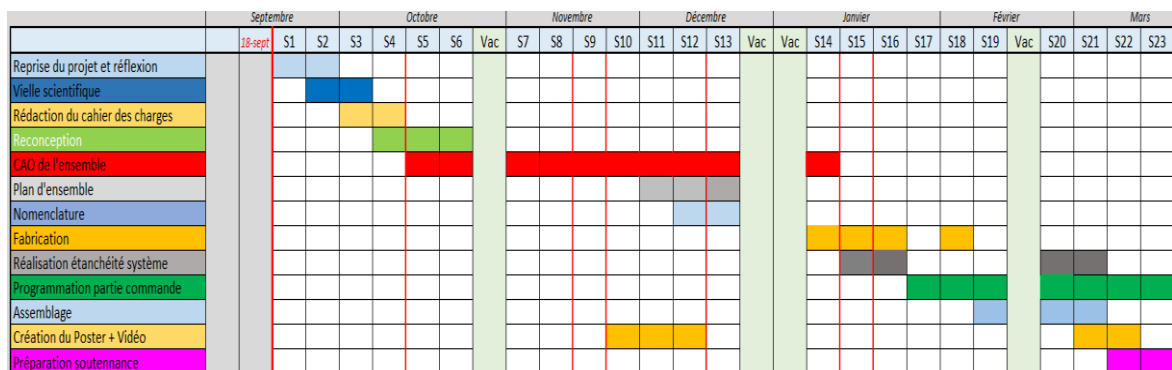 Septembre Octobre Novembre Décembre Janvier Février Mars
18-sept S1 S2 S3 S4 S5 S6 Vac S7 S8 S9 S10 S11 S12 S13 Vac Vac S14 S15 S16 S17 S18 S19 Vac S20 S21 S22 S23
Reprise du projet et réflexion
Vielle scientifique
Rédaction du cahier des charges
Reconception
CAO de l'ensemble
Plan d'ensemble
Nomenclature
Fabrication
Réalisation étanchéité système
Programmation partie commande
Assemblage
Création du Poster + Vidéo
Préparation soutennance